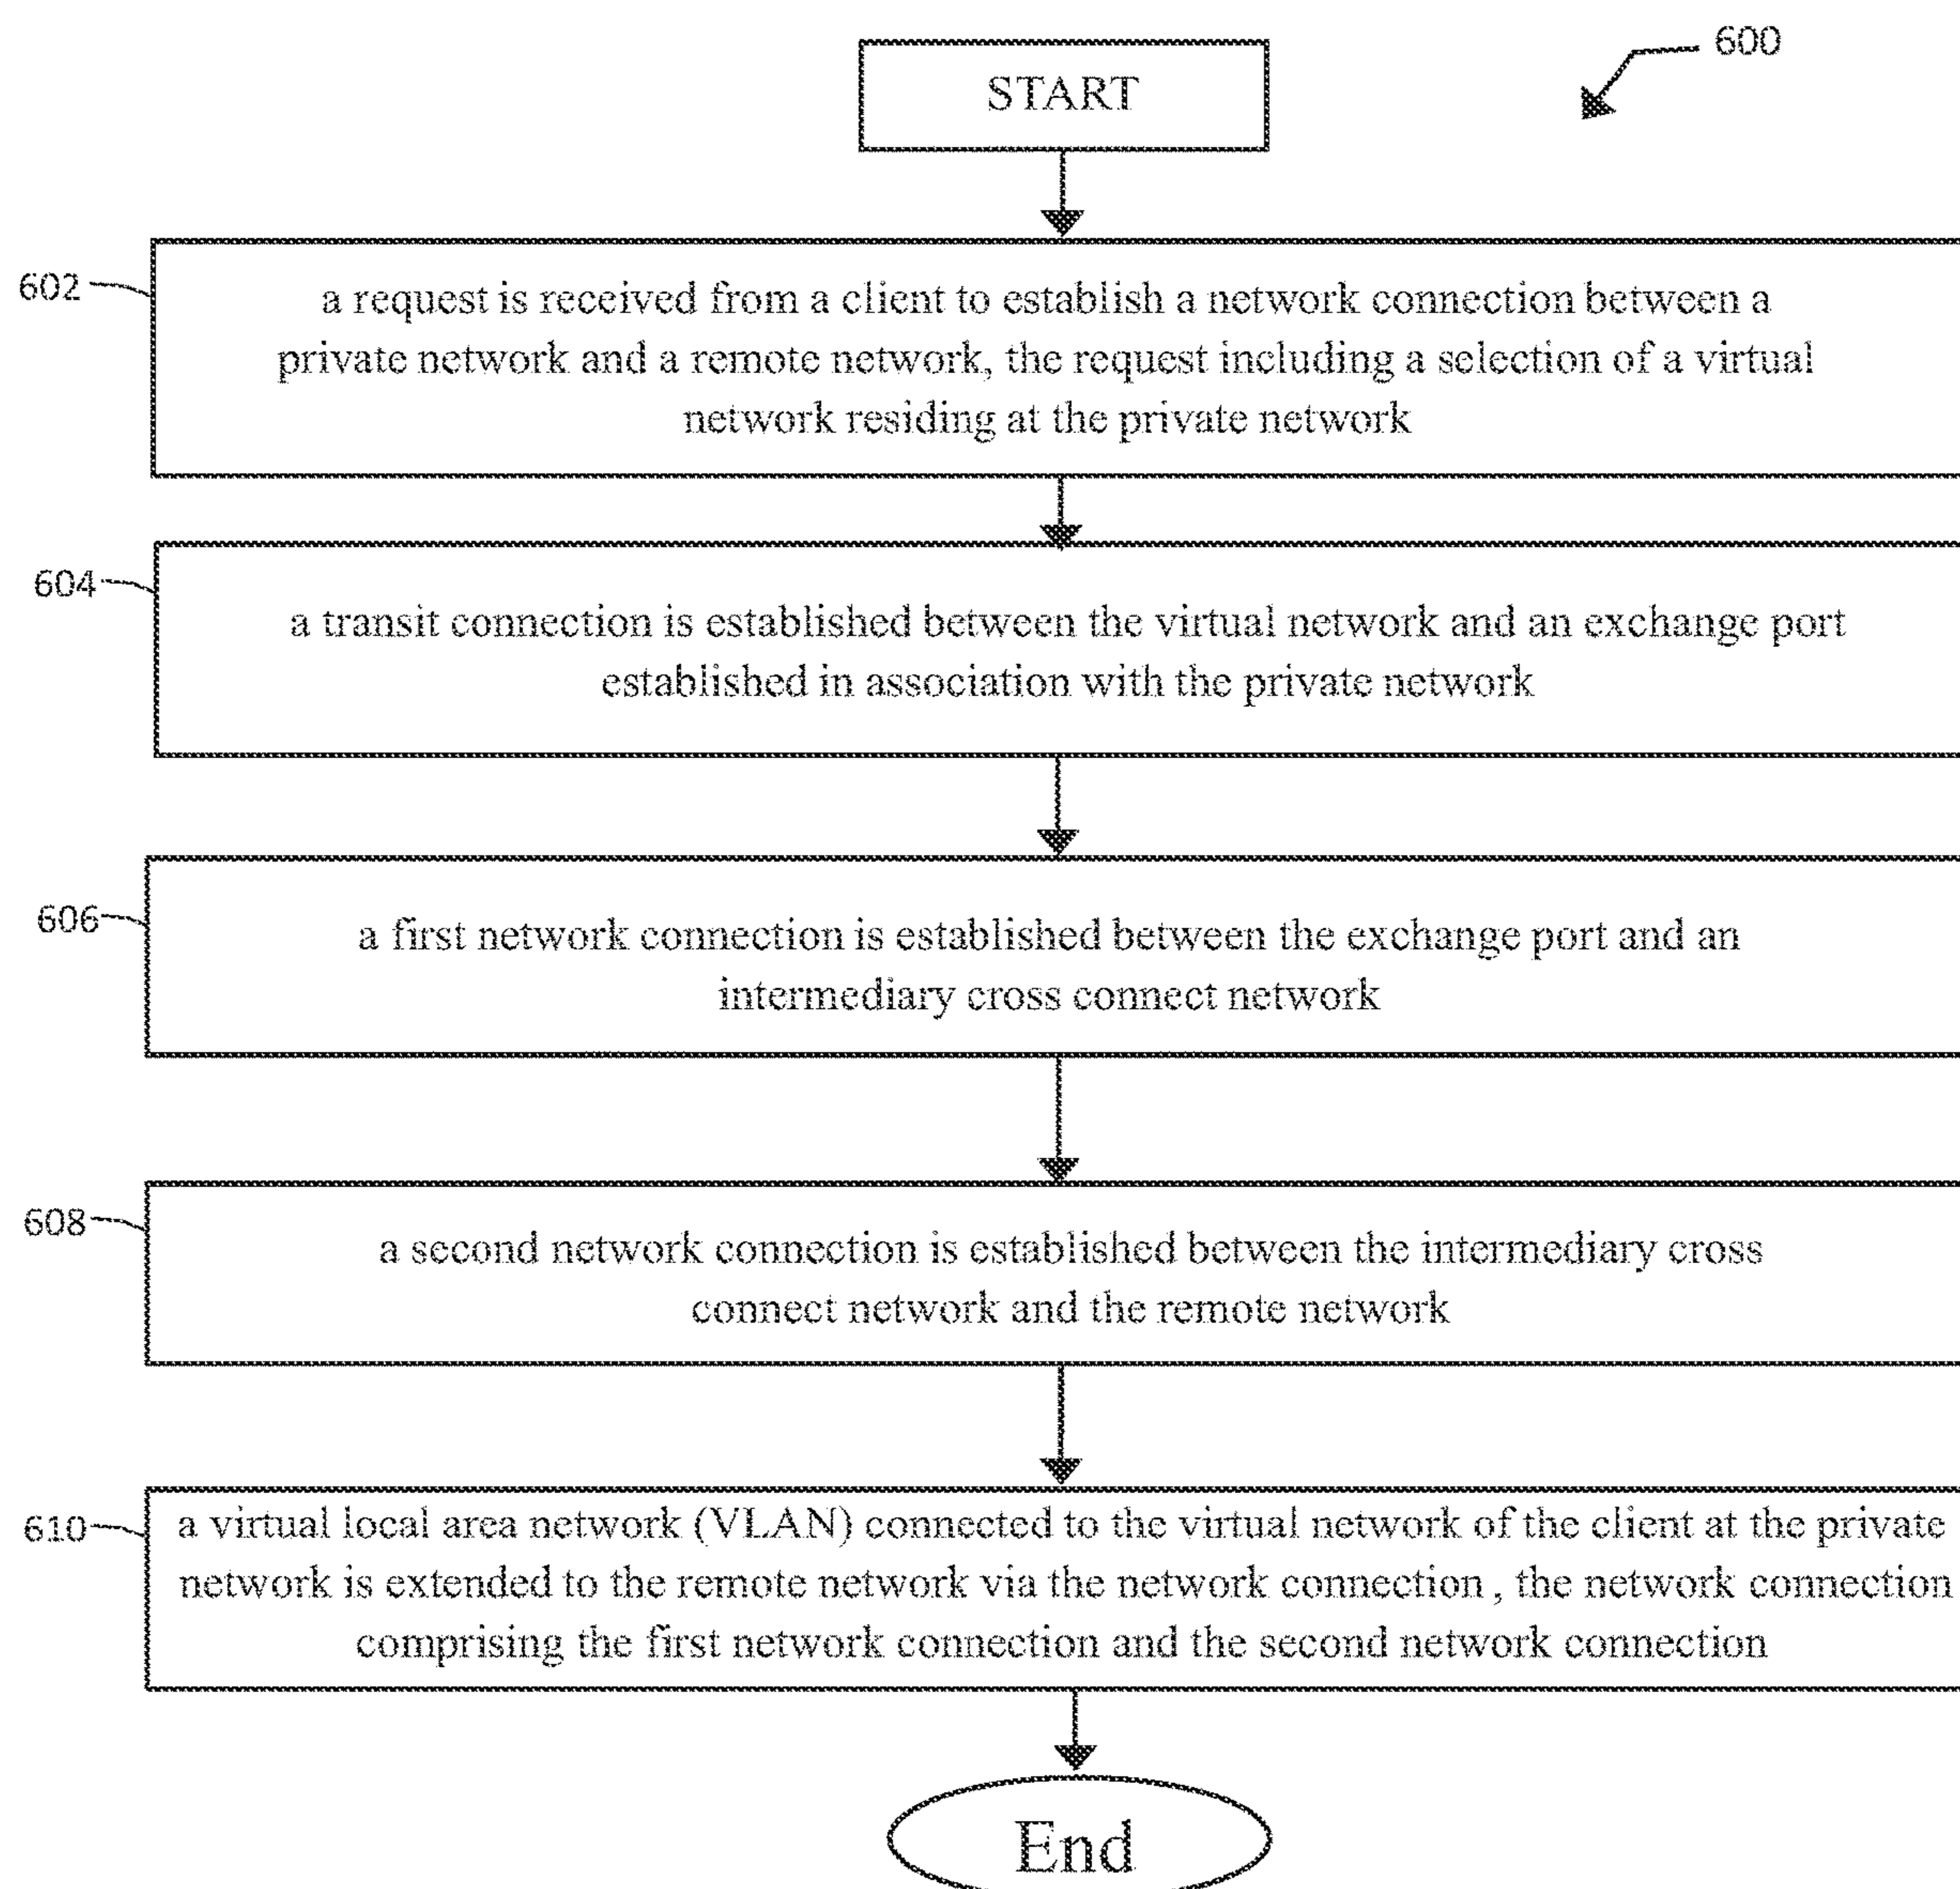 START
600
602
a request is received from a client to establish a network connection between a
private network and a remote network, the request including a selection of a virtual
network residing at the private network
604
a transit connection is established between the virtual network and an exchange port
established in association with the private network
606
a first network connection is established between the exchange port and an
intermediary cross connect network
608
a second network connection is established between the intermediary cross
connect network and the remote network
610
a virtual local area network (VLAN) connected to the virtual network of the client at the private
network is extended to the remote network via the network connection , the network connection
comprising the first network connection and the second network connection
End